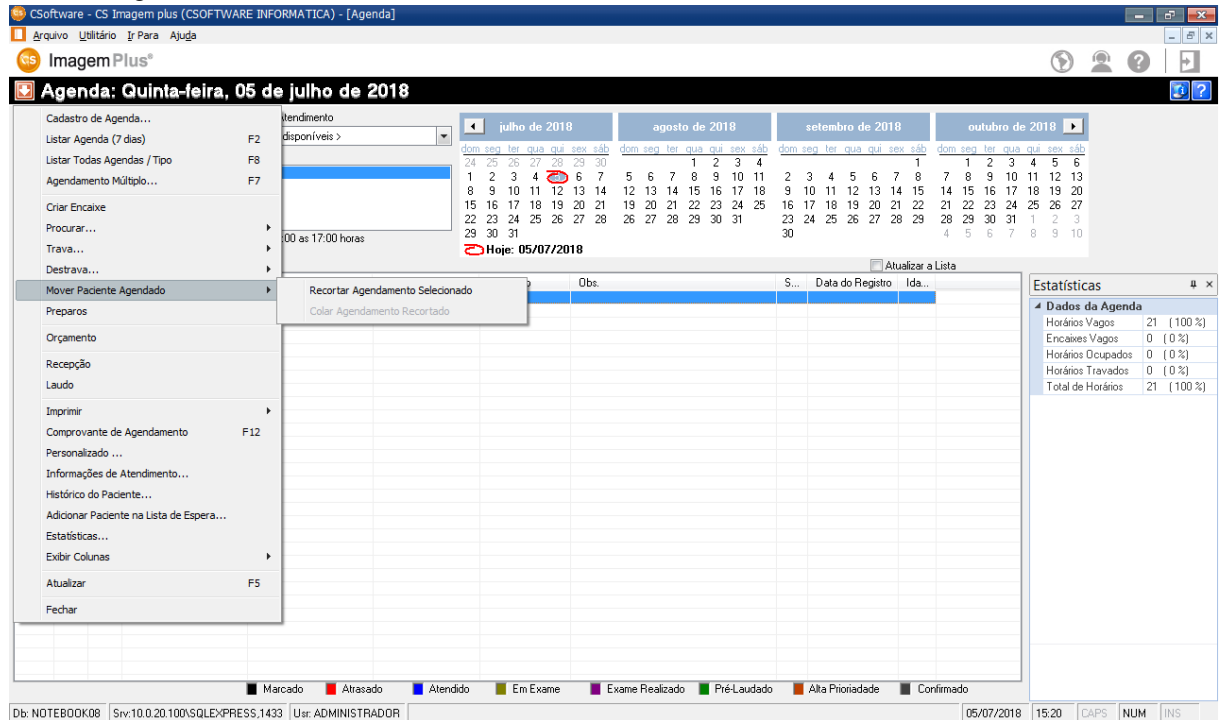 CSoftware - CS Imagem plus (CSOFTWARE INFORMATICA) - [Agenda]
Arquivo Utilitário Ir Para Ajuda
cs ImagemPlus®
Agenda: Quinta-feira, 05 de julho de 2018
Cadastro de Agenda...
Listar Agenda (7 dias) F2
Listar Todas Agendas / Tipo F8
Agendamento Múltiplo... F7
Criar Encaixe
Procurar...
Trava...
Destrava...
Mover Paciente Agendado
Preparos
Orçamento
Recepção
Laudo
Imprimir
Comprovante de Agendamento F12
Personalizado ...
Informações de Atendimento...
Histórico do Paciente...
Adicionar Paciente na Lista de Espera...
Estatísticas...
Exibir Colunas
Atualizar F5
Fechar
Recortar Agendamento Selecionado
Colar Agendamento Recortado
tendimento
disponíveis >
:00 as 17:00 horas
julho de 2018
dom seg ter qua qui sex sáb
24 25 26 27 28 29 30
1 2 3 4 6 7
8 9 10 11 12 13 14
15 16 17 18 19 20 21
22 23 24 25 26 27 28
29 30 31
Hoje: 05/07/2018
agosto de 2018
dom seg ter qua qui sex sáb
1 2 3 4
5 6 7 8 9 10 11
12 13 14 15 16 17 18
19 20 21 22 23 24 25
26 27 28 29 30 31
setembro de 2018
dom seg ter qua qui sex sáb
1
2 3 4 5 6 7 8
9 10 11 12 13 14 15
16 17 18 19 20 21 22
23 24 25 26 27 28 29
30
outubro de 2018
dom seg ter qua qui sex sáb
1 2 3 4 5 6
7 8 9 10 11 12 13
14 15 16 17 18 19 20
21 22 23 24 25 26 27
28 29 30 31 1 2 3
4 5 6 7 8 9 10
Atualizar a Lista
Obs. S... Data do Registro Ida...
Estatísticas
Dados da Agenda
Horários Vagos 21 (100 %)
Encaixes Vagos 0 (0 %)
Horários Ocupados 0 (0 %)
Horários Travados 0 (0 %)
Total de Horários 21 (100 %)
Marcado Atrasado Atendido Em Exame Exame Realizado Pré-Laudado Alta Prioriadade Confirmado
Db: NOTEBOOK08 Srv:10.0.20.100\SQLEXPRESS,1433 Usr: ADMINISTRADOR 05/07/2018 15:20 CAPS NUM INS